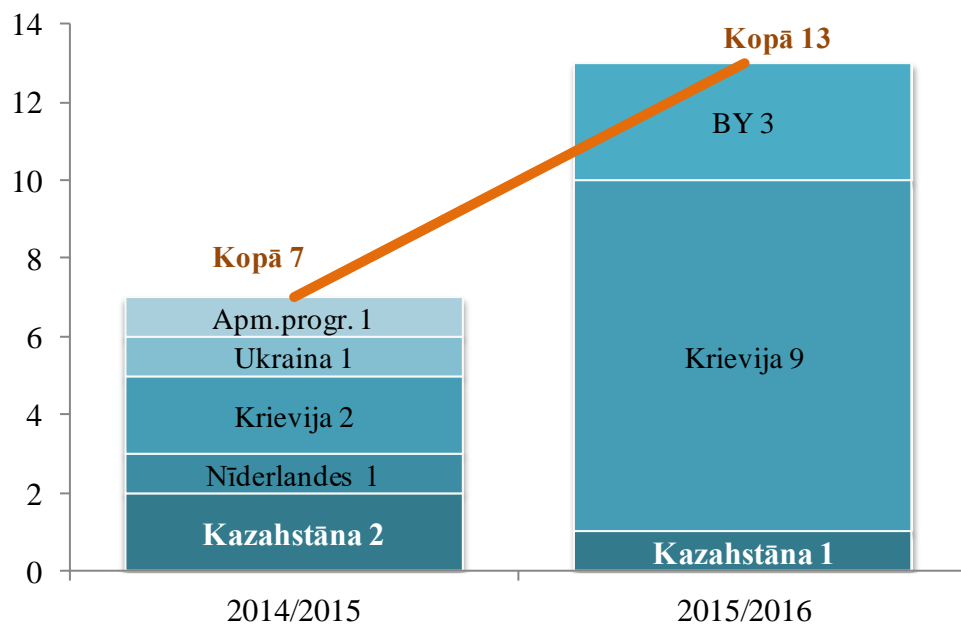 14
12
10
8
6
4
2
0
Kopā 7
Apm.progr. 1
Ukraina 1
Krievija 2
Nīderlandes 1
Kazahstāna 2
2014/2015
Kopā 13
BY 3
Krievija 9
Kazahstāna 1
2015/2016